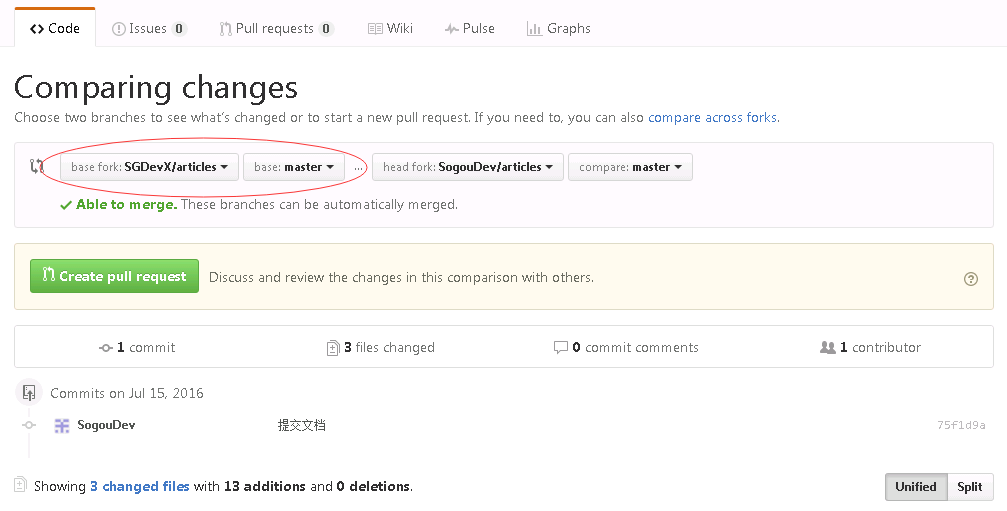 Code Issues 0 Pull requests 0 Wiki Pulse Graphs
Comparing changes
Choose two branches to see what's changed or to start a new pull request. If you need to, you can also compare across forks.
base fork: SGDevX/articles base: master ... head fork: SogouDev/articles compare: master
Able to merge. These branches can be automatically merged.
Create pull request Discuss and review the changes in this comparison with others.
1 commit 3 files changed 0 commit comments 1 contributor
Commits on Jul 15, 2016
SogouDev 提交文档 75f1d9a
Showing 3 changed files with 13 additions and 0 deletions. Unified Split